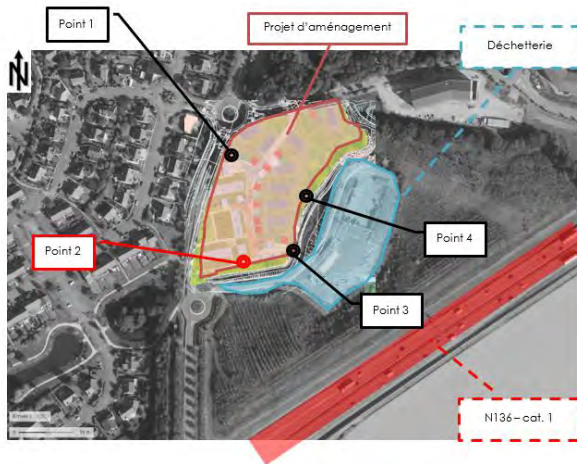 Point 1
Projet d'aménagement
Déchetterie
N
Point 2
Point 4
Point 3
N136 – cat. 1